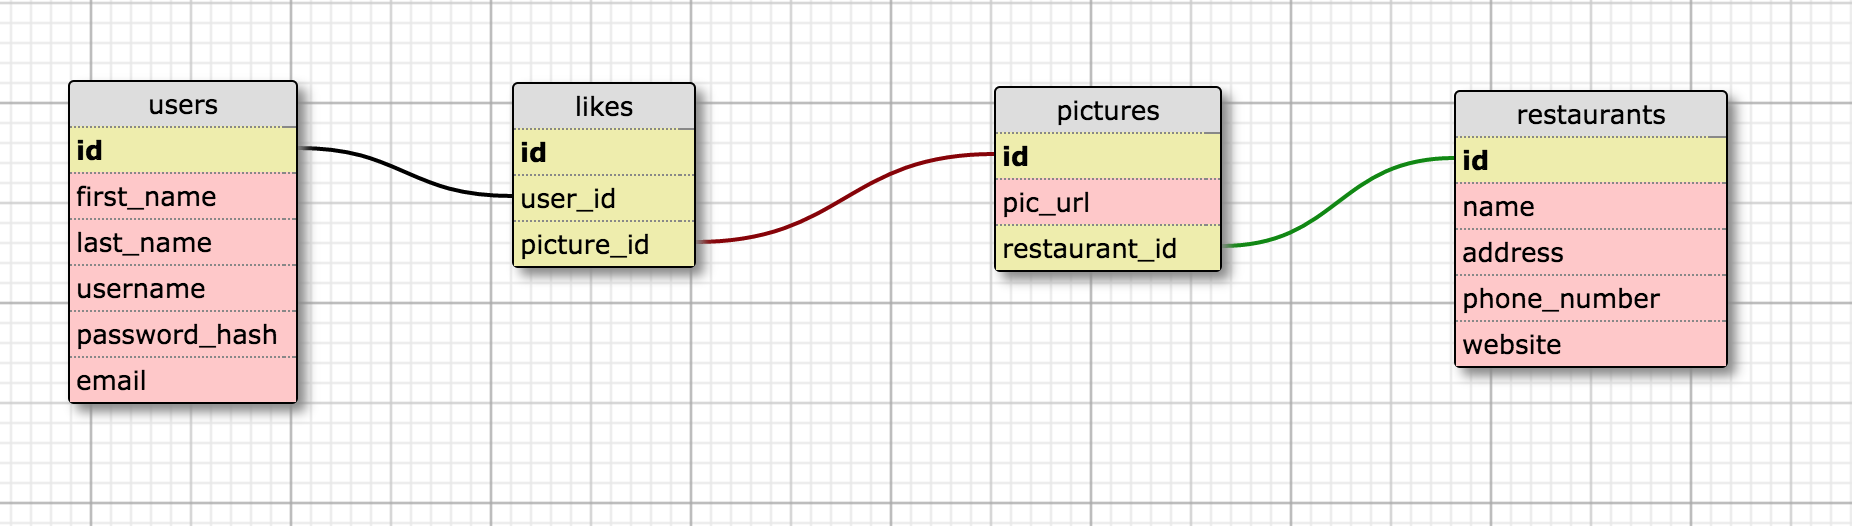 users
id
first_name
last_name
username
password_hash
email
likes
id
user_id
picture_id
pictures
id
pic_url
restaurant_id
restaurants
id
name
address
phone_number
website